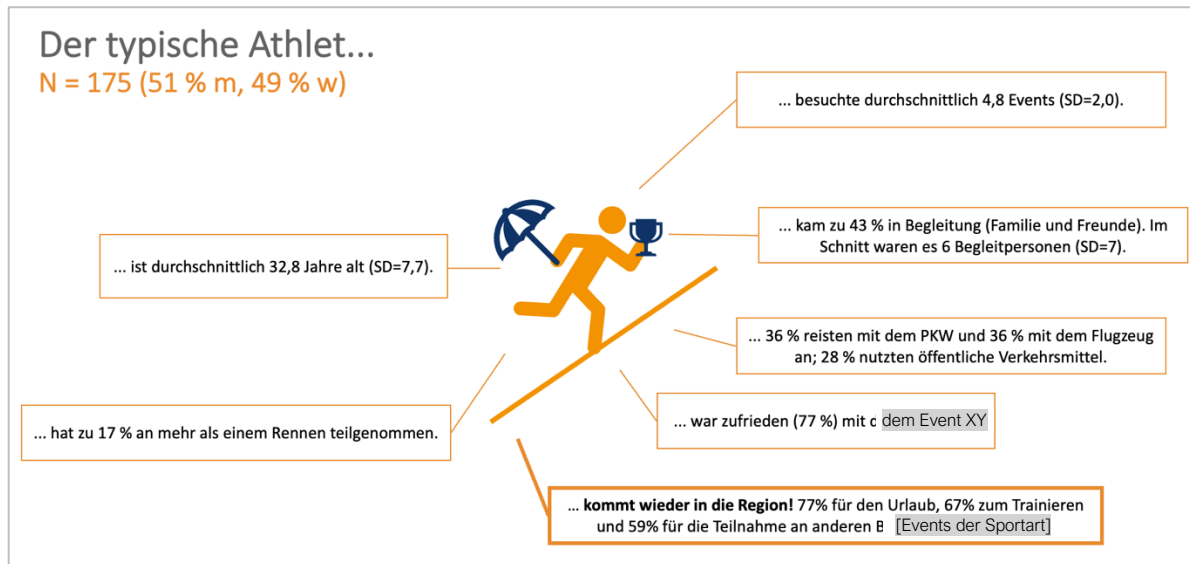 Der typische Athlet...
N = 175 (51 % m, 49 % w)
... besuchte durchschnittlich 4,8 Events (SD=2,0).
... kam zu 43 % in Begleitung (Familie und Freunde). Im
Schnitt waren es 6 Begleitpersonen (SD=7).
... ist durchschnittlich 32,8 Jahre alt (SD=7,7).
... 36 % reisten mit dem PKW und 36 % mit dem Flugzeug
an; 28 % nutzten öffentliche Verkehrsmittel.
... war zufrieden (77 %) mit dem Event XY
... hat zu 17 % an mehr als einem Rennen teilgenommen.
... kommt wieder in die Region! 77% für den Urlaub, 67% zum Trainieren
und 59% für die Teilnahme an anderen [Events der Sportart]